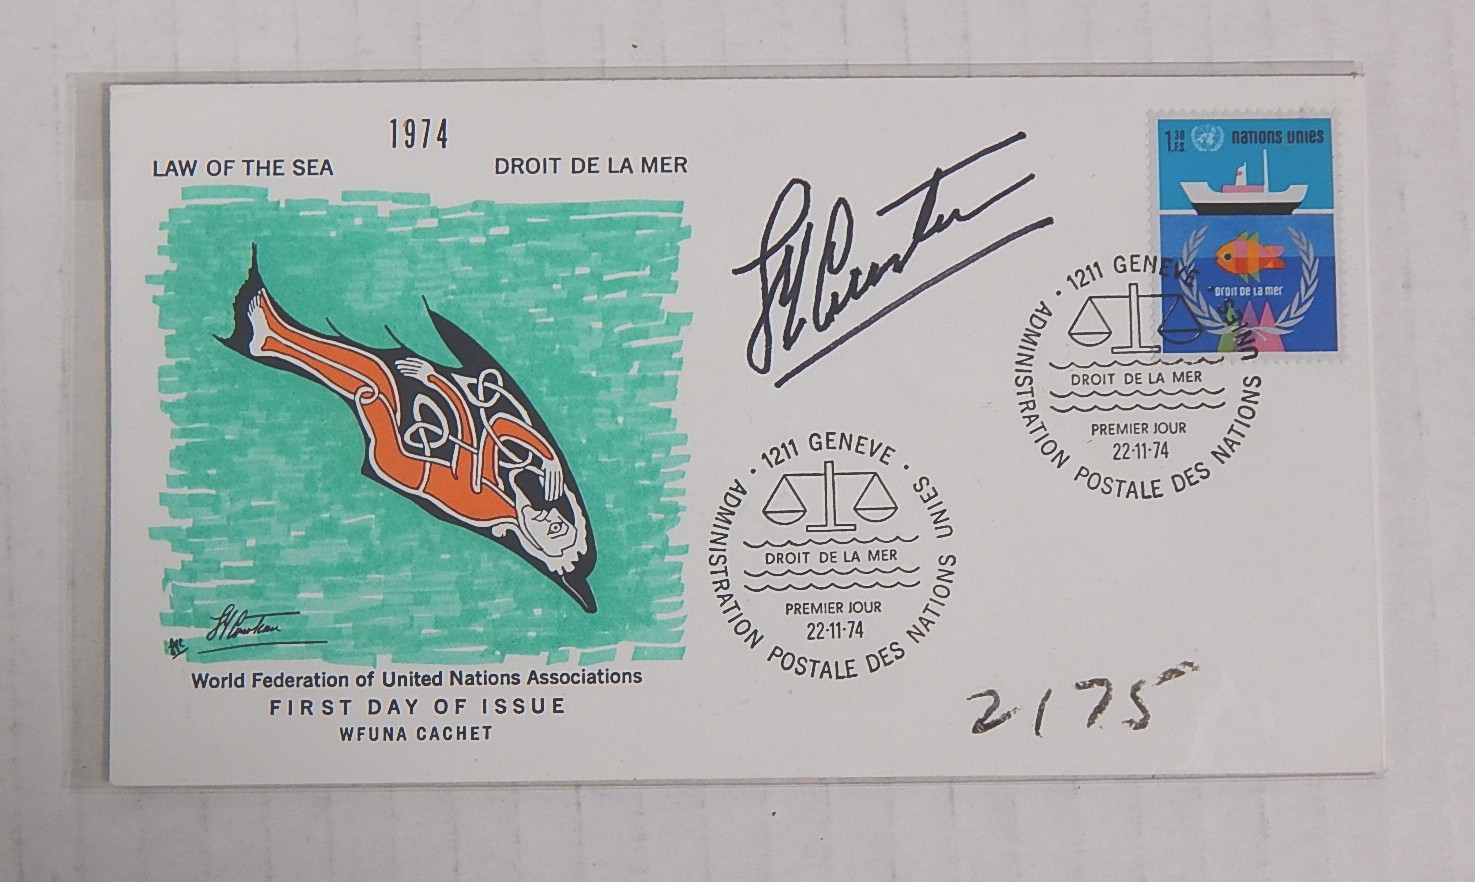 1974
LAW OF THE SEA
DROIT DE LA MER
JYCousteau
World Federation of United Nations Associations
FIRST DAY OF ISSUE
WFUNA CACHET
JYCousteau
1.30 F.S.
nations unies
DROIT DE LA MER
• 1211 GENEVE • ADMINISTRATION POSTALE DES NATIONS UNIES
DROIT DE LA MER
PREMIER JOUR
22-11-74
• 1211 GENEVE • ADMINISTRATION POSTALE DES NATIONS UNIES
DROIT DE LA MER
PREMIER JOUR
22-11-74
2175